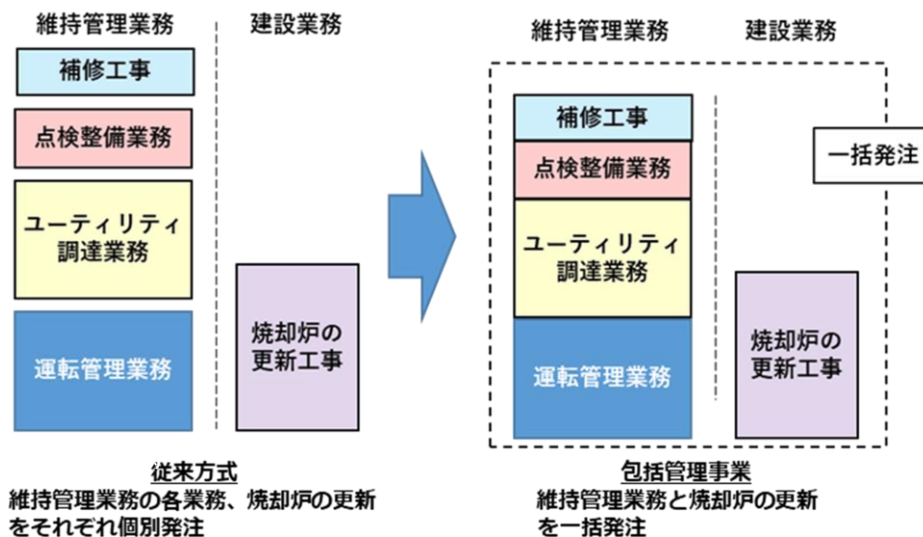 維持管理業務
建設業務
補修工事
点検整備業務
ユーティリティ
調達業務
運転管理業務
焼却炉の
更新工事
従来方式
維持管理業務の各業務、焼却炉の更新
をそれぞれ個別発注
維持管理業務
建設業務
一括発注
補修工事
点検整備業務
ユーティリティ
調達業務
運転管理業務
焼却炉の
更新工事
包括管理事業
維持管理業務と焼却炉の更新
を一括発注